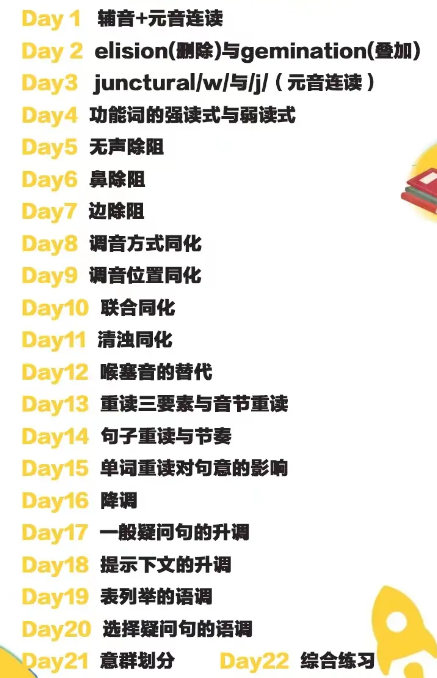 Day 1 辅音+元音连读
Day 2 elision(删除)与gemination(叠加)
Day3 junctural/w/与/j/（元音连读）
Day4 功能词的强读式与弱读式
Day5 无声除阻
Day6 鼻除阻
Day7 边除阻
Day8 调音方式同化
Day9 调音位置同化
Day10 联合同化
Day11 清浊同化
Day12 喉塞音的替代
Day13 重读三要素与音节重读
Day14 句子重读与节奏
Day15 单词重读对句意的影响
Day16 降调
Day17 一般疑问句的升调
Day18 提示下文的升调
Day19 表列举的语调
Day20 选择疑问句的语调
Day21 意群划分 Day22 综合练习